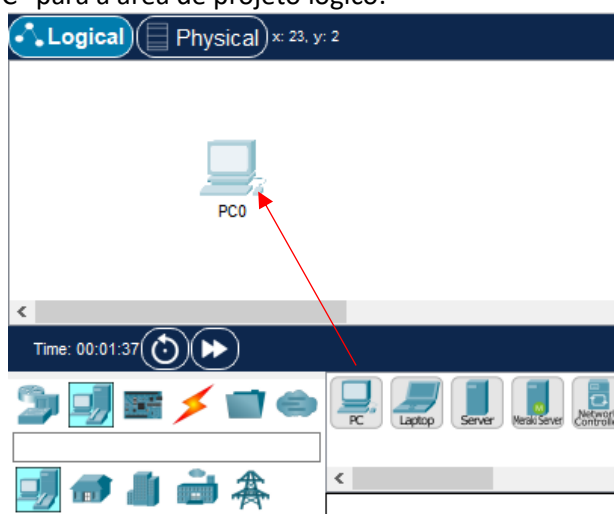 C" para a área de projeto lógico.
Logical Physical x: 23, y: 2
PC0
Time: 00:01:37
PC Laptop Server Meraki Server Network Controlle